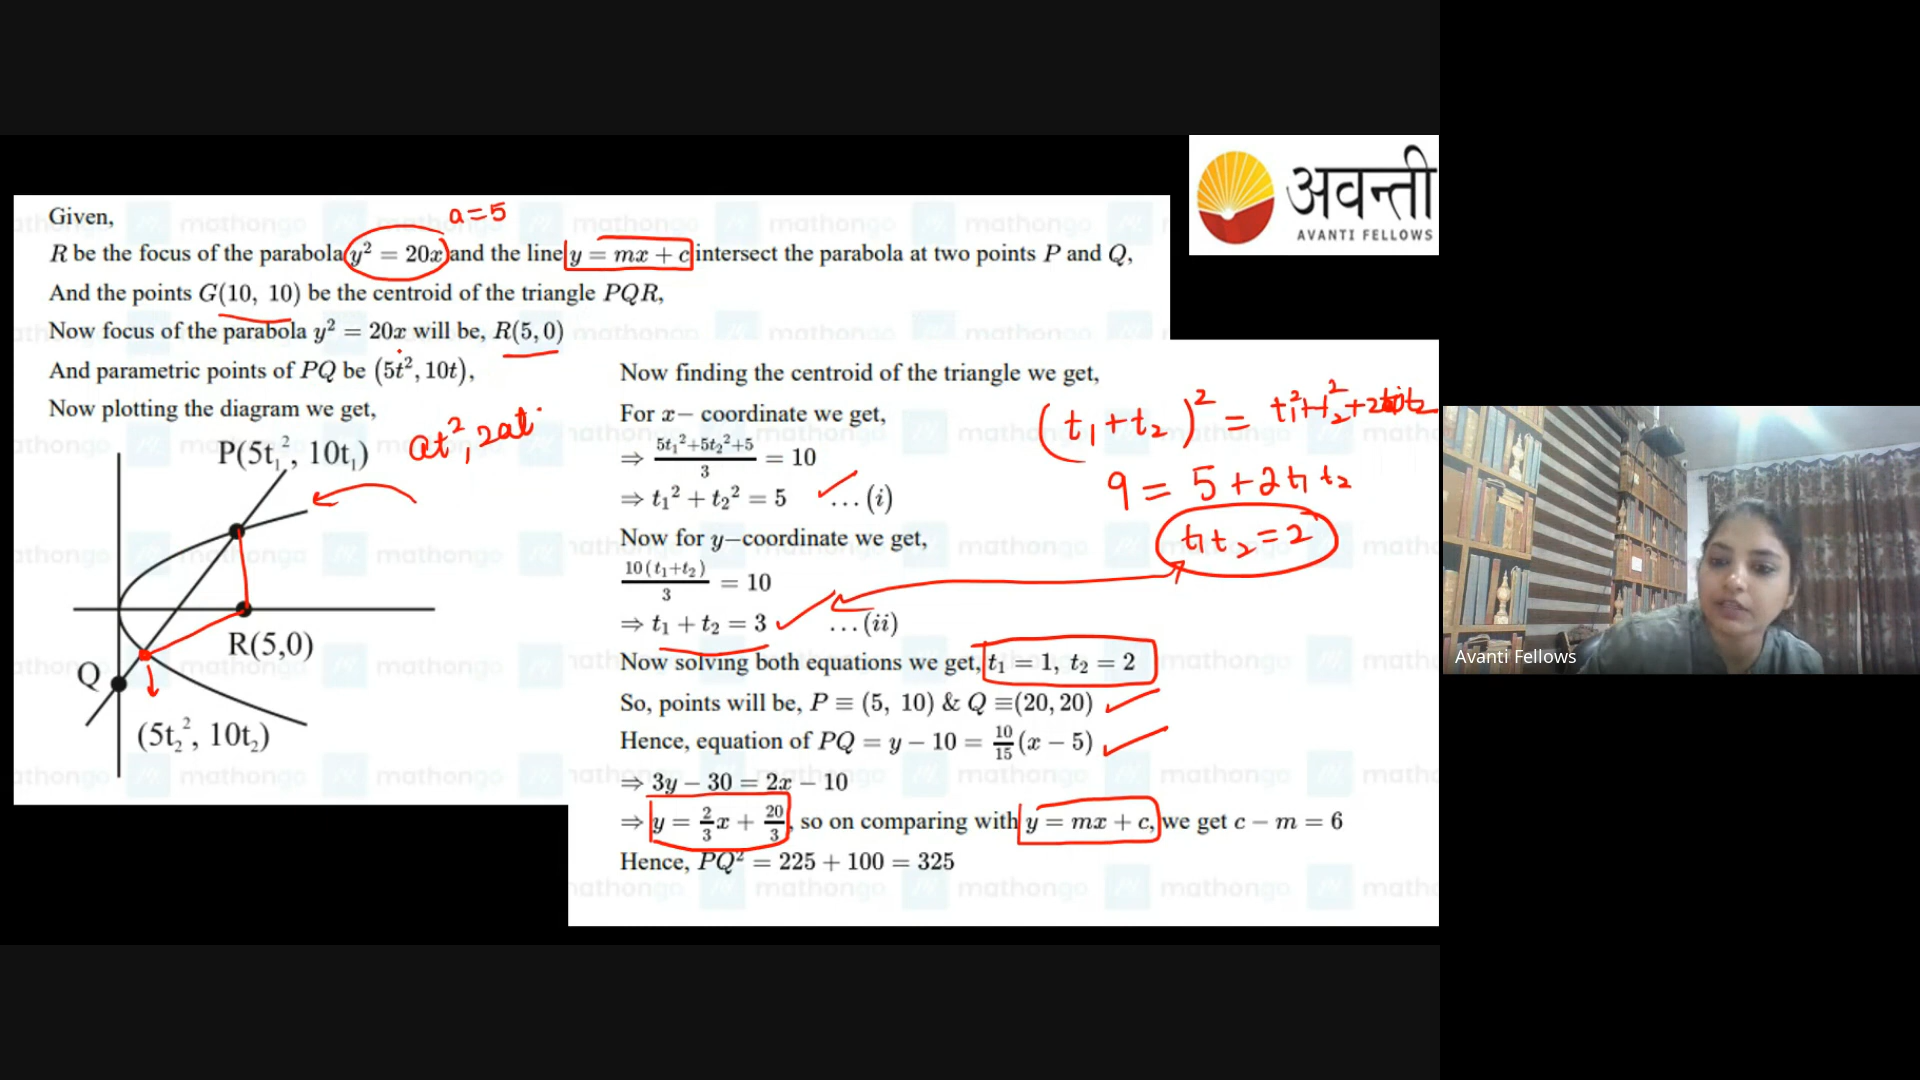 अवन्ती
AVANTI FELLOWS
Given,
a=5
R be the focus of the parabola y² = 20x and the line y = mx + c intersect the parabola at two points P and Q,
And the points G(10, 10) be the centroid of the triangle PQR,
Now focus of the parabola y² = 20x will be, R(5, 0)
And parametric points of PQ be (5t², 10t),
Now plotting the diagram we get,
at², 2at
P(5t₁², 10t₁)
R(5,0)
Q
(5t₂², 10t₂)
Now finding the centroid of the triangle we get,
For x− coordinate we get,
⇒ (5t₁²+5t₂²+5)/3 = 10
⇒ t₁² + t₂² = 5 …(i)
Now for y−coordinate we get,
10(t₁+t₂)/3 = 10
⇒ t₁ + t₂ = 3 …(ii)
Now solving both equations we get, t₁ = 1, t₂ = 2
So, points will be, P ≡ (5, 10) & Q ≡(20, 20)
Hence, equation of PQ = y − 10 = 10/15 (x − 5)
⇒ 3y − 30 = 2x − 10
⇒ y = 2/3 x + 20/3, so on comparing with y = mx + c, we get c − m = 6
Hence, PQ² = 225 + 100 = 325
(t₁+t₂)² = t₁²+t₂²+2t₁t₂
9 = 5+2t₁t₂
t₁t₂=2
Avanti Fellows
mathongo